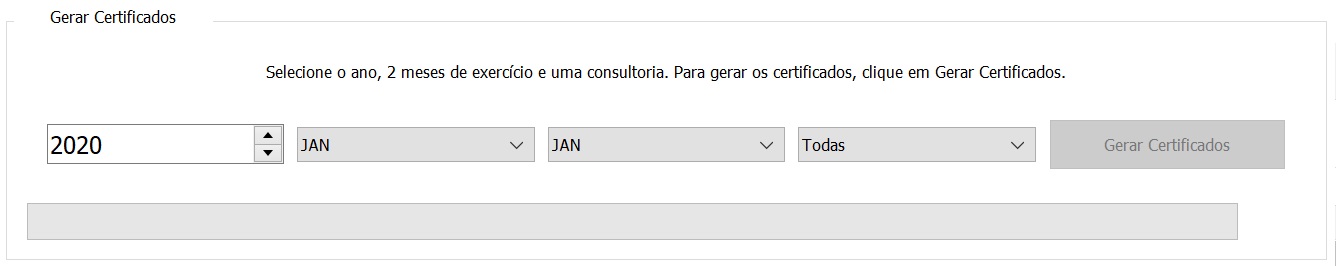 Gerar Certificados
Selecione o ano, 2 meses de exercício e uma consultoria. Para gerar os certificados, clique em Gerar Certificados.
2020 JAN JAN Todas Gerar Certificados